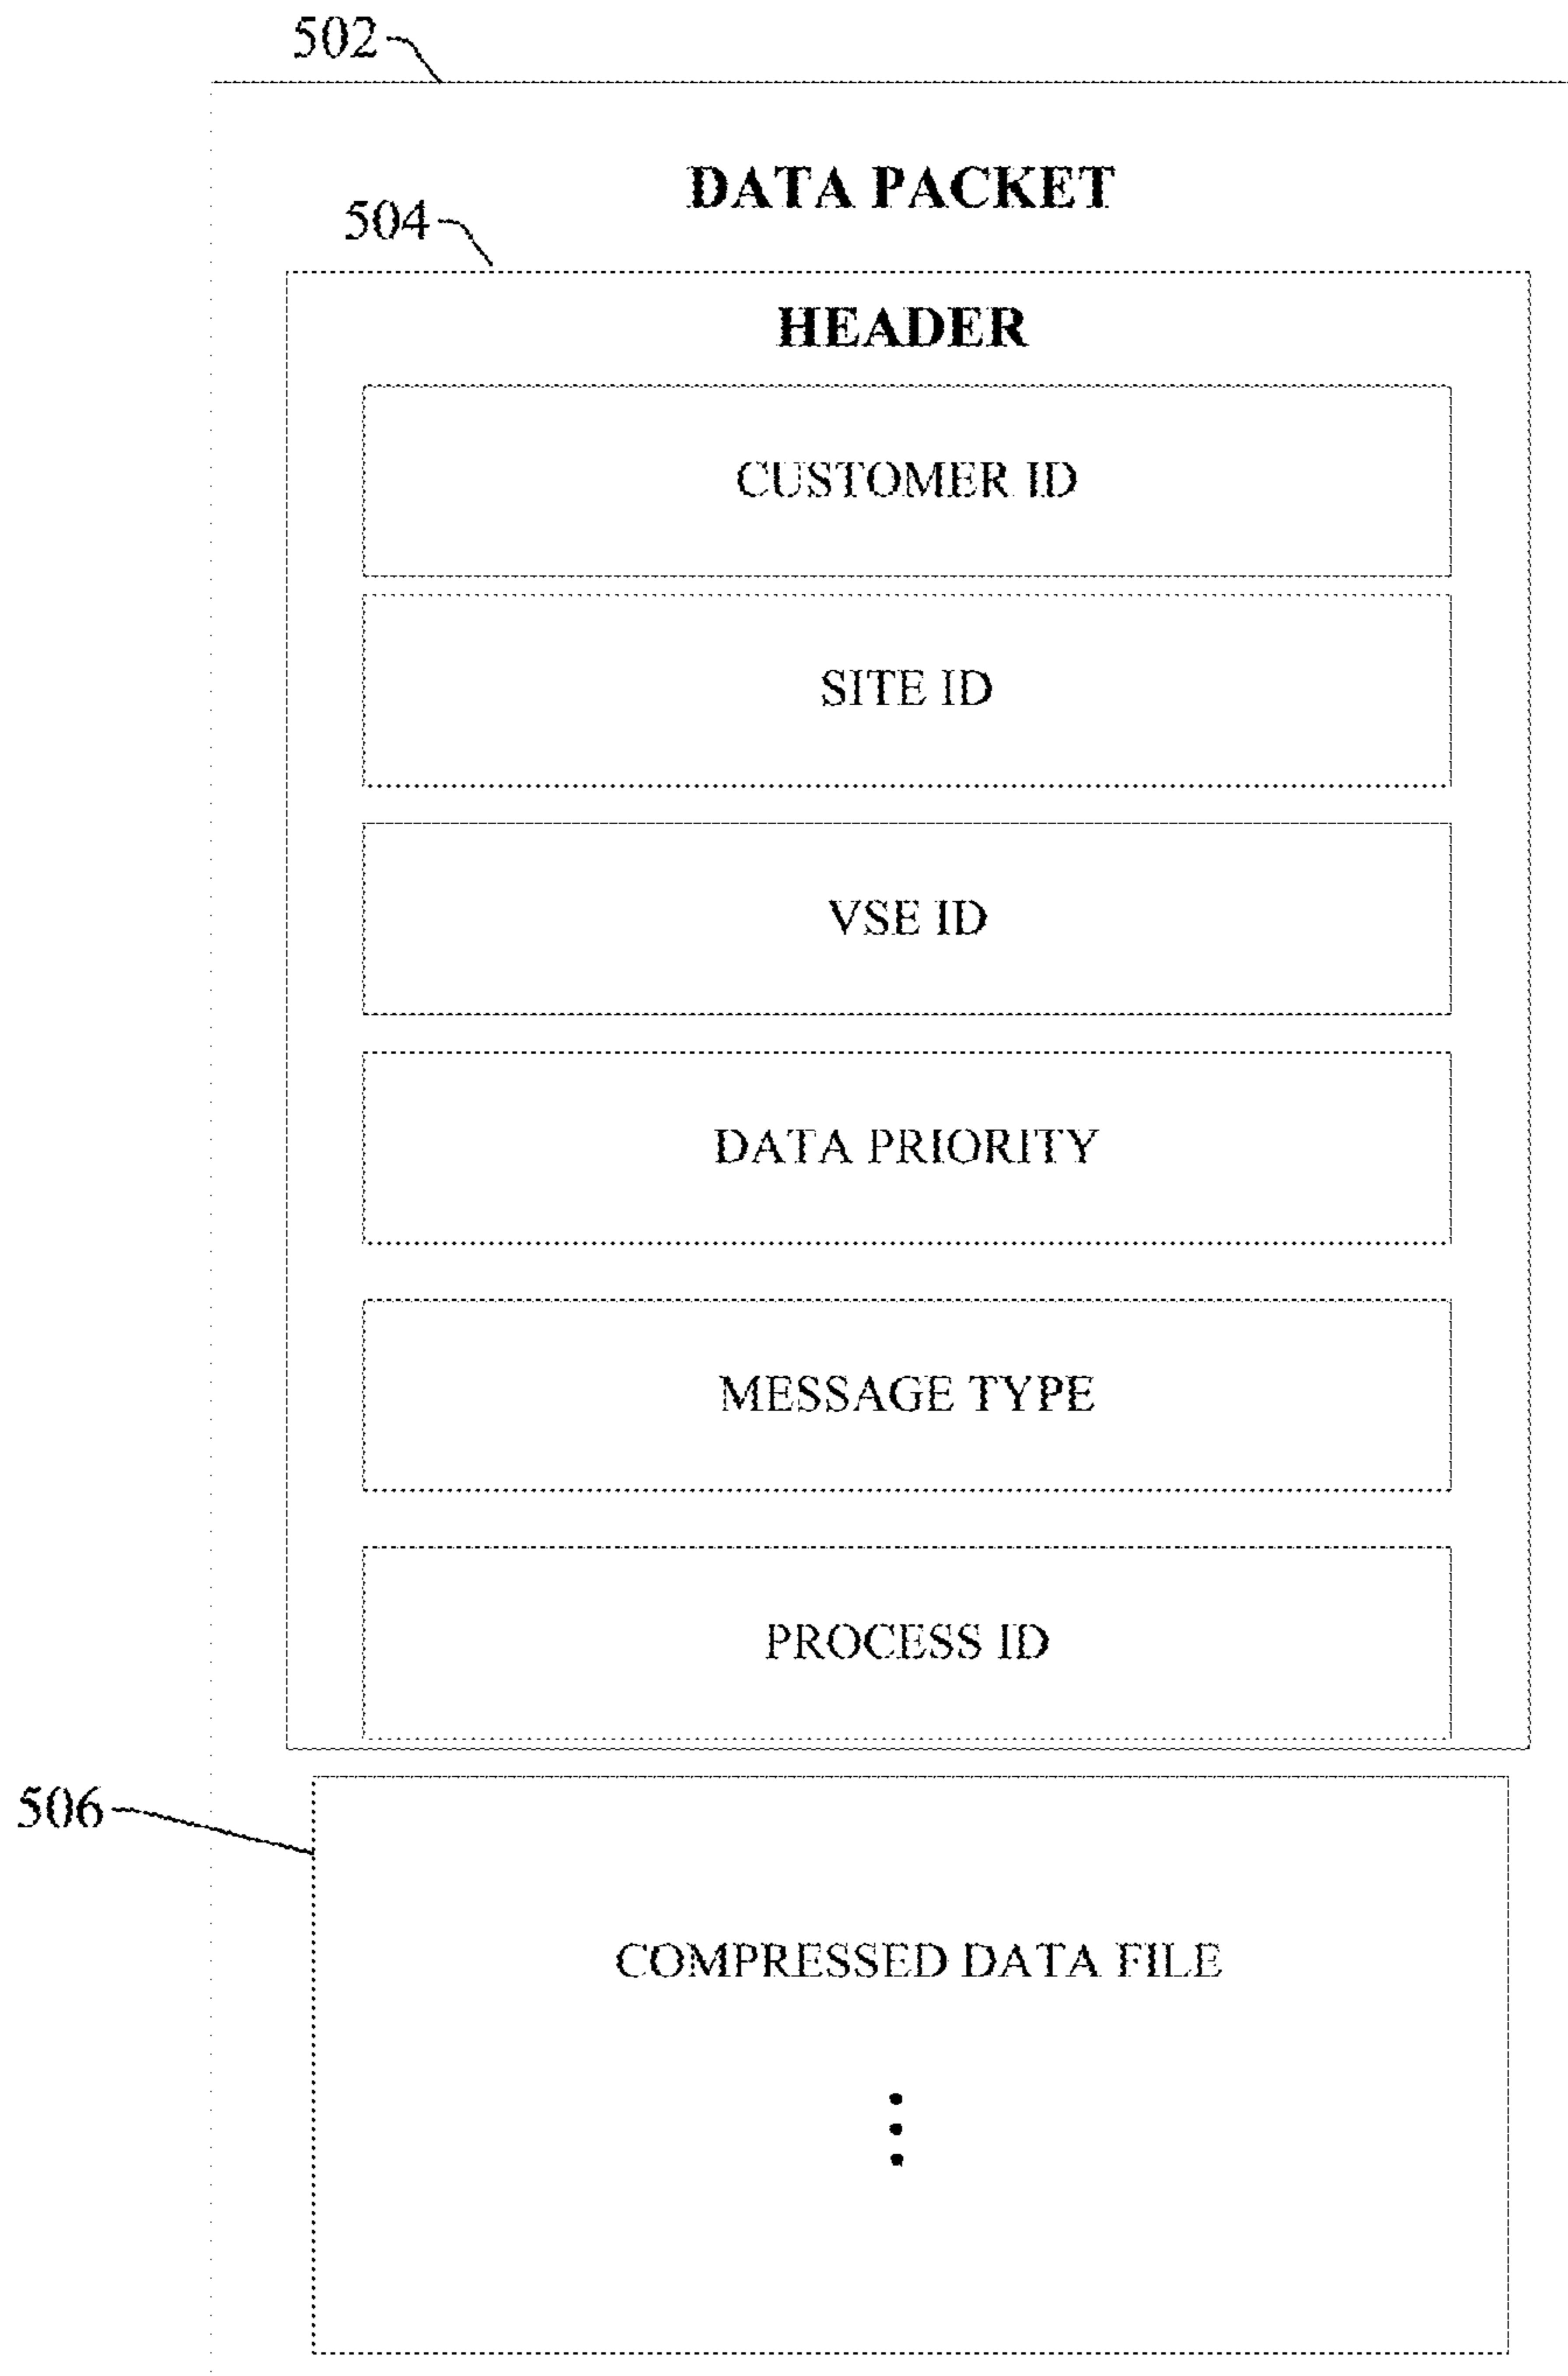 502
DATA PACKET
504
HEADER
CUSTOMER ID
SITE ID
VSE ID
DATA PRIORITY
MESSAGE TYPE
PROCESS ID
506
COMPRESSED DATA FILE